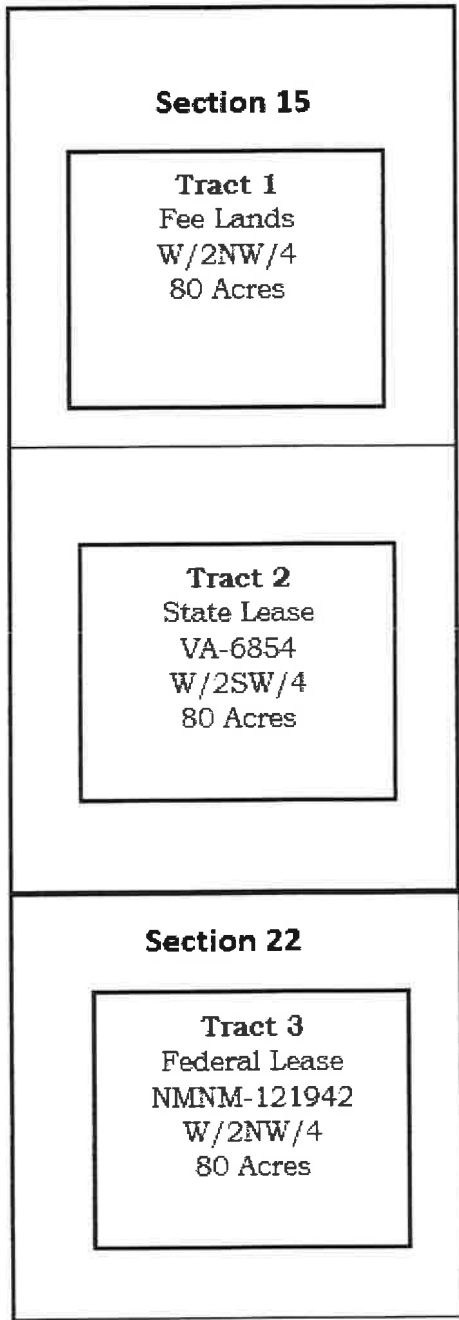 Section 15
Tract 1
Fee Lands
W/2NW/4
80 Acres
Tract 2
State Lease
VA-6854
W/2SW/4
80 Acres
Section 22
Tract 3
Federal Lease
NMNM-121942
W/2NW/4
80 Acres